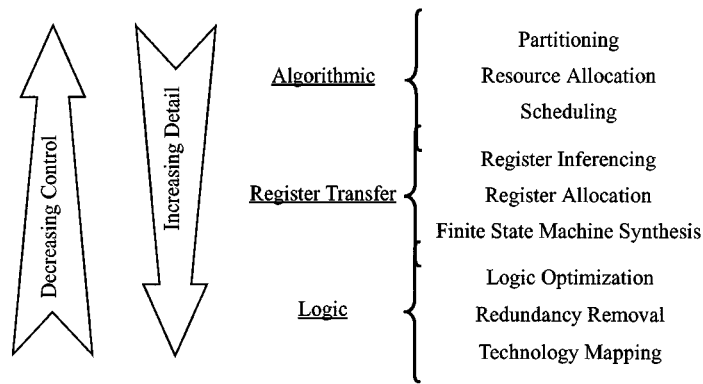 Decreasing Control
Increasing Detail
Algorithmic
Partitioning
Resource Allocation
Scheduling
Register Transfer
Register Inferencing
Register Allocation
Finite State Machine Synthesis
Logic
Logic Optimization
Redundancy Removal
Technology Mapping